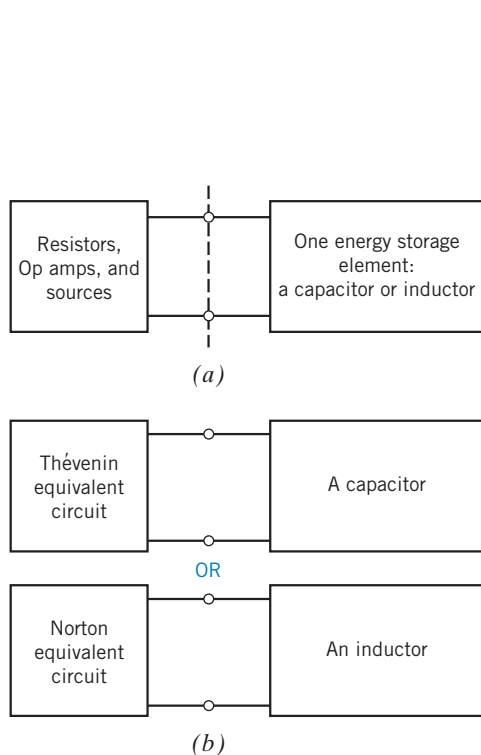 Resistors,
Op amps, and
sources
One energy storage
element:
a capacitor or inductor
(a)
Thévenin
equivalent
circuit
A capacitor
OR
Norton
equivalent
circuit
An inductor
(b)